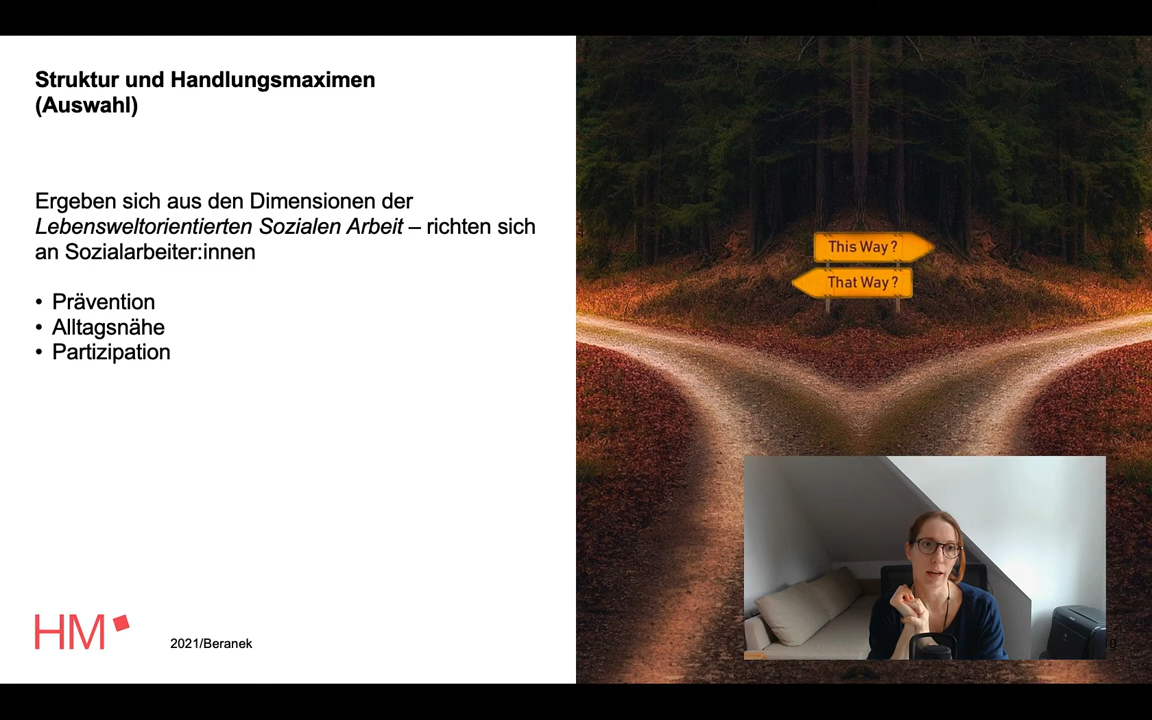 Struktur und Handlungsmaximen
(Auswahl)
Ergeben sich aus den Dimensionen der
Lebensweltorientierten Sozialen Arbeit – richten sich
an Sozialarbeiter:innen
• Prävention
• Alltagsnähe
• Partizipation
This Way?
That Way?
HM
2021/Beranek